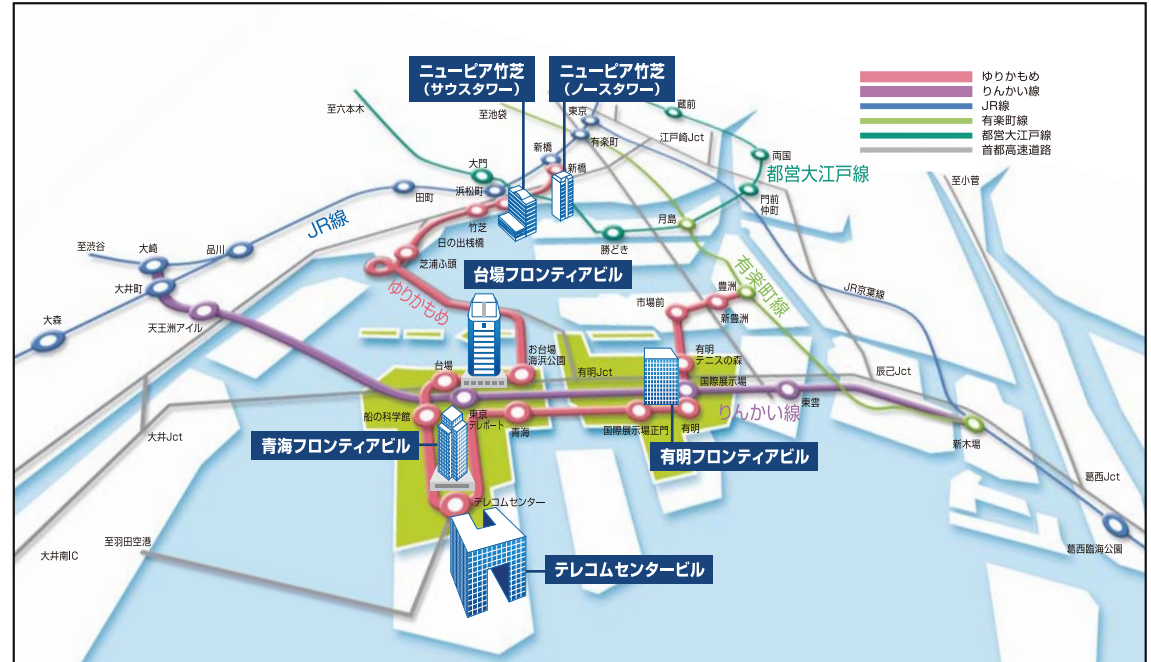 ニューピア竹芝
（サウスタワー）
ニューピア竹芝
（ノースタワー）
ゆりかもめ
りんかい線
JR線
有楽町線
都営大江戸線
首都高速道路
至六本木
至池袋
東京
蔵前
有楽町
江戸崎Jct
新橋
新橋
両国
都営大江戸線
大門
浜松町
田町
門前
仲町
至小菅
JR線
竹芝
日の出桟橋
勝どき
月島
至渋谷
大崎
品川
芝浦ふ頭
台場フロンティアビル
有楽町線
大井町
ゆりかもめ
豊洲
JR京葉線
市場前
新豊洲
大森
天王洲アイル
お台場
海浜公園
有明
テニスの森
台場
有明Jct
辰己Jct
国際展示場
東雲
りんかい線
船の科学館
東京
テレポート
青海
国際展示場正門
有明
大井Jct
青海フロンティアビル
有明フロンティアビル
新木場
葛西Jct
テレコムセンター
至羽田空港
大井南IC
葛西臨海公園
テレコムセンタービル